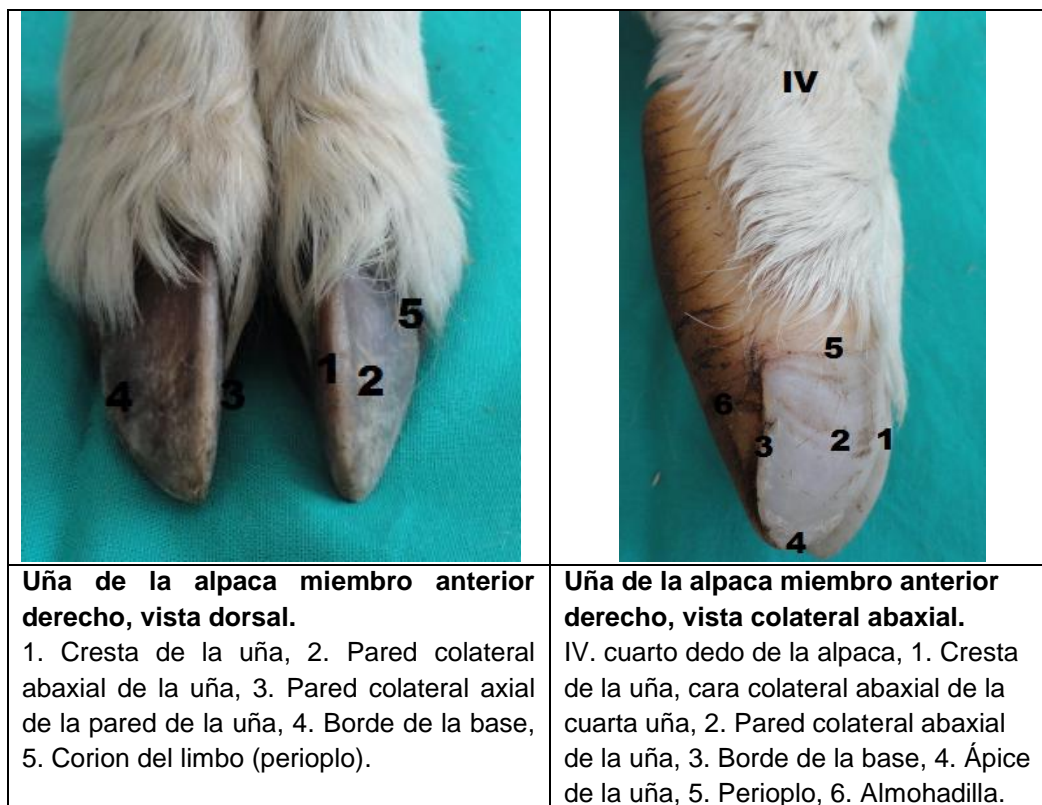 5
1
2
3
4
IV
5
6
2
1
3
4
Uña de la alpaca miembro anterior
derecho, vista dorsal.
1. Cresta de la uña, 2. Pared colateral
abaxial de la uña, 3. Pared colateral axial
de la pared de la uña, 4. Borde de la base,
5. Corion del limbo (perioplo).
Uña de la alpaca miembro anterior
derecho, vista colateral abaxial.
IV. cuarto dedo de la alpaca, 1. Cresta
de la uña, cara colateral abaxial de la
cuarta uña, 2. Pared colateral abaxial
de la uña, 3. Borde de la base, 4. Ápice
de la uña, 5. Perioplo, 6. Almohadilla.